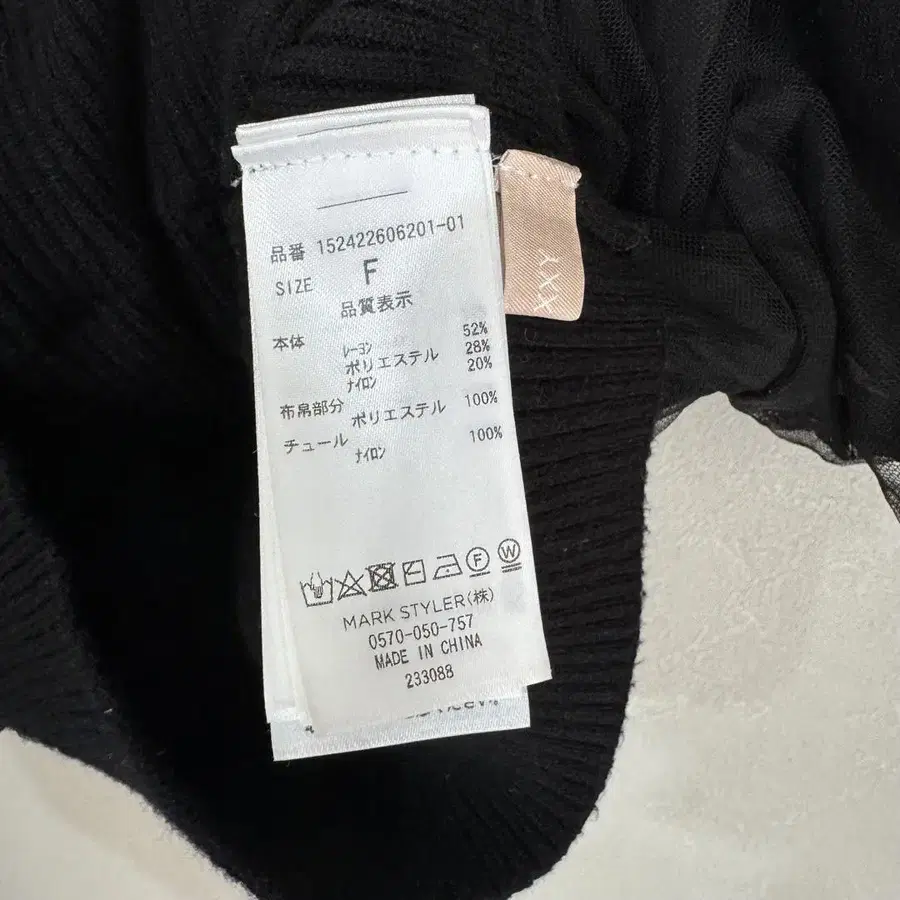 品番 152422606201-01
SIZE F
品質表示
本体 レーヨン 52%
ポリエステル 28%
ナイロン 20%
布帛部分 ポリエステル 100%
チュール ナイロン 100%
F W
MARK STYLER(株)
0570-050-757
MADE IN CHINA
233088
XXY